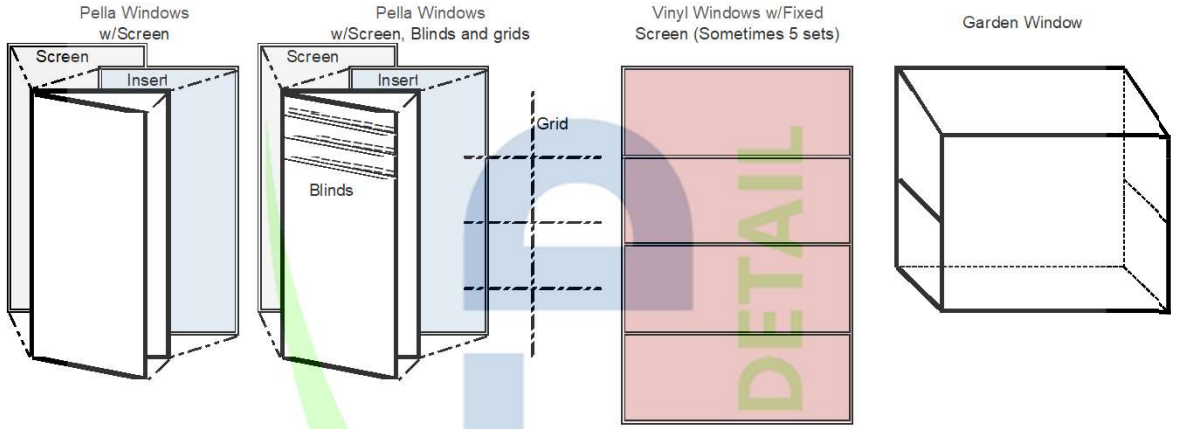 Pella Windows
w/Screen
Screen
Insert
Pella Windows
w/Screen, Blinds and grids
Screen
Insert
Blinds
Grid
Vinyl Windows w/Fixed
Screen (Sometimes 5 sets)
DETAIL
Garden Window